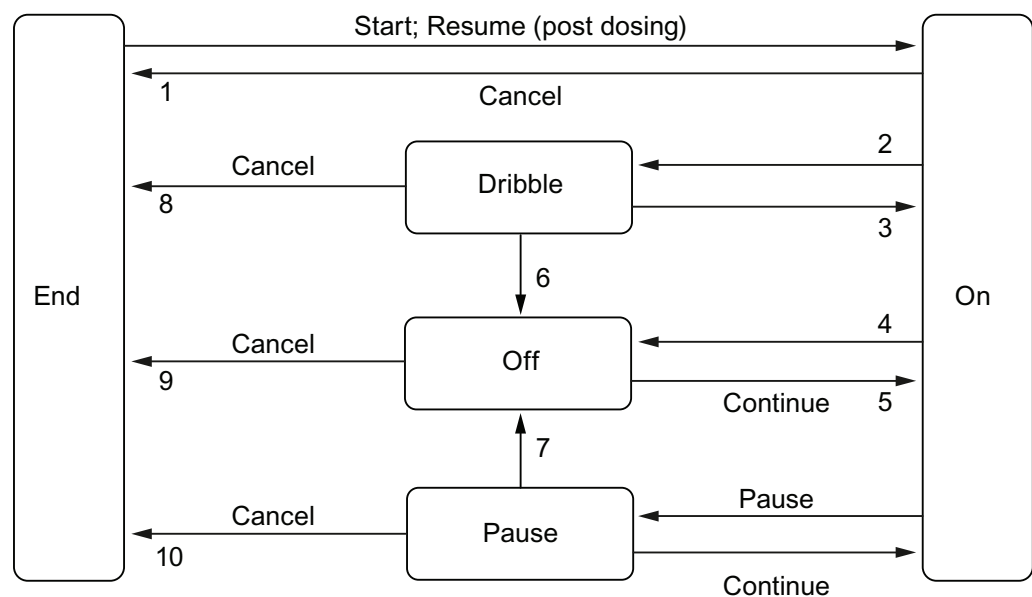 Start; Resume (post dosing)
1
Cancel
2
Cancel
Dribble
8
3
6
End
On
4
Cancel
Off
9
Continue
5
7
Pause
Cancel
Pause
10
Continue